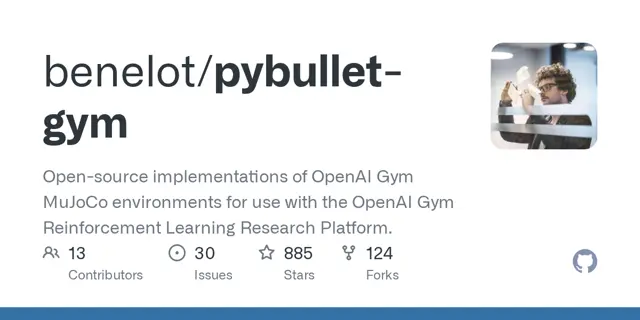 benelot/pybullet-
gym
Open-source implementations of OpenAI Gym
MuJoCo environments for use with the OpenAI Gym
Reinforcement Learning Research Platform.
13 30 885 124
Contributors Issues Stars Forks